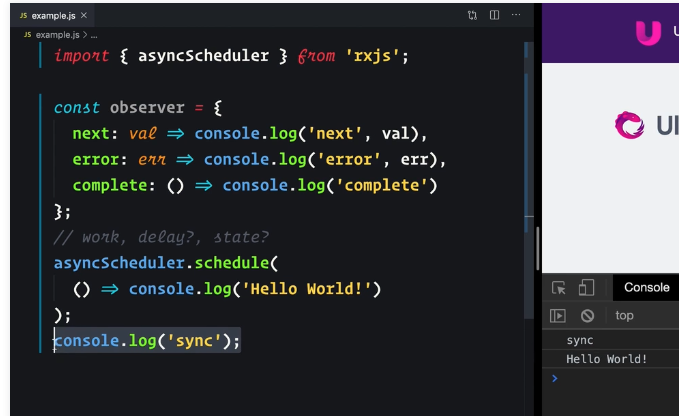 JS example.js ×
JS example.js > ...
import { asyncScheduler } from 'rxjs';
const observer = {
next: val => console.log('next', val),
error: err => console.log('error', err),
complete: () => console.log('complete')
};
// work, delay?, state?
asyncScheduler.schedule(
() => console.log('Hello World!')
);
console.log('sync');
U
Ul
Console
top
sync
Hello World!